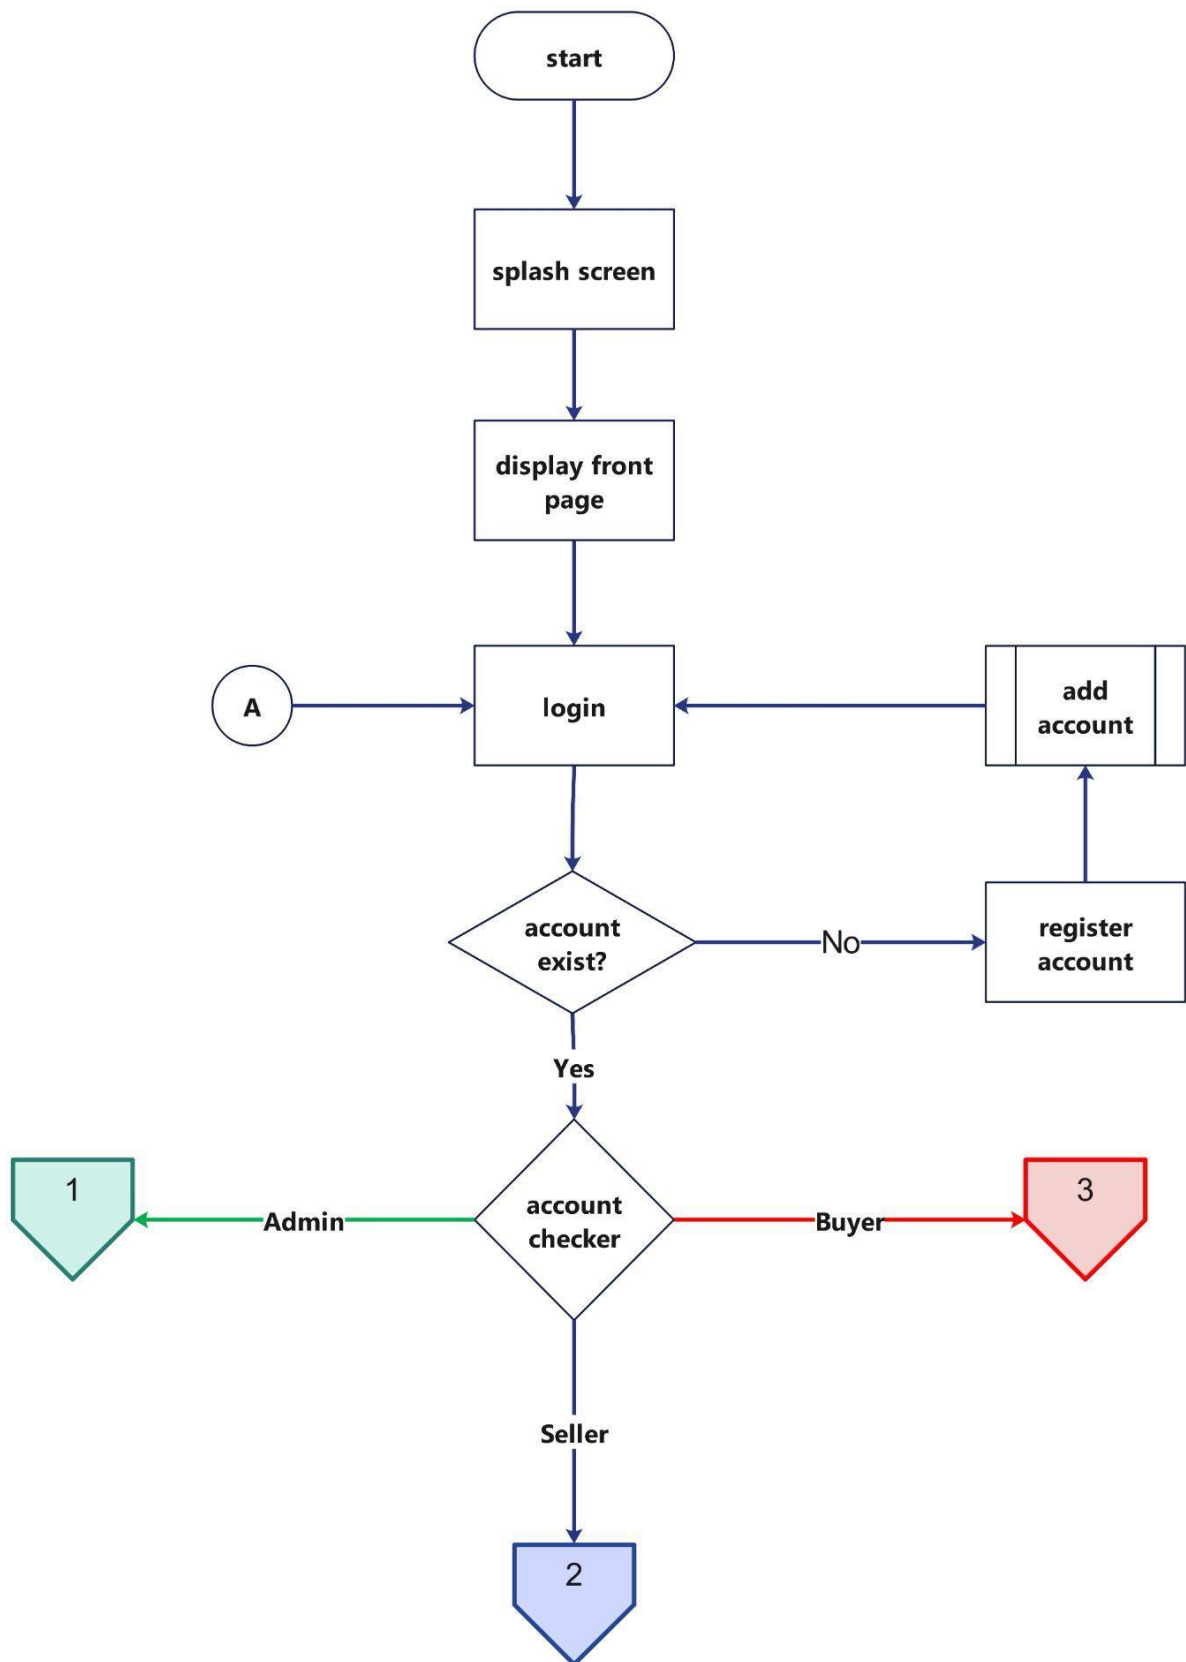 start
splash screen
display front
page
A
login
add
account
account
exist?
No
register
account
Yes
1
Admin
account
checker
Buyer
3
Seller
2